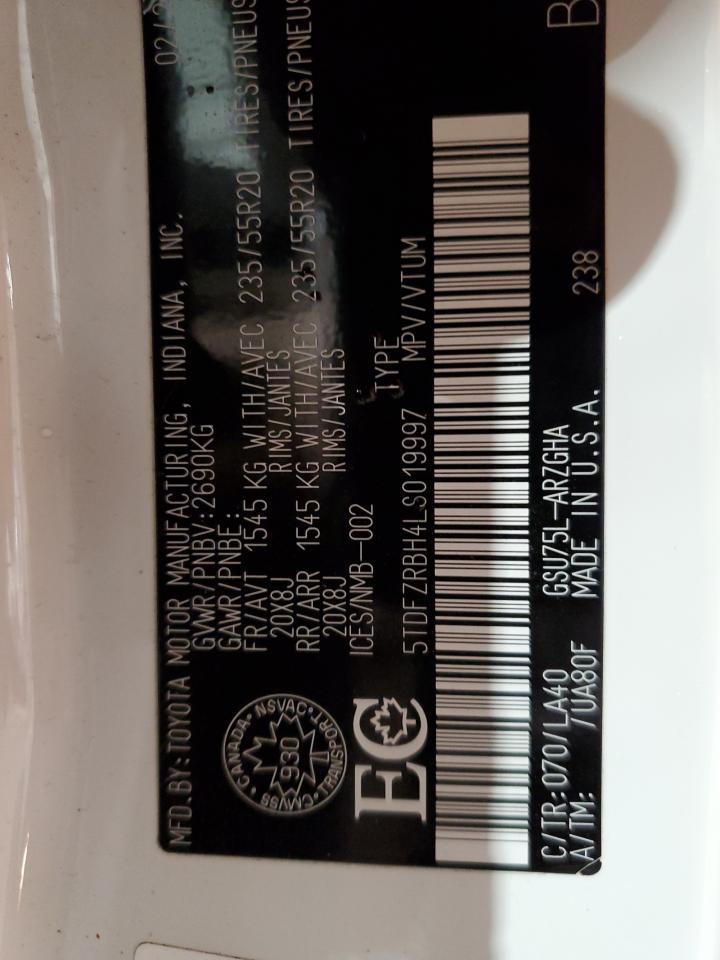 MFD.BY:TOYOTA MOTOR MANUFACTURING, INDIANA, INC. 02/
GVWR/PNBV:2690KG
GAWR/PNBE:
FR/AVT 1545 KG WITH/AVEC 235/55R20 TIRES/PNEUS
20X8J RIMS/JANTES
RR/ARR 1545 KG WITH/AVEC 235/55R20 TIRES/PNEUS
20X8J RIMS/JANTES
ICES/NMB-002
CANADA • NSVAC • TRANSPORT • CMVSS •
930
EC
TYPE
5TDFZRBH4LS019997 MPV/VTUM
C/TR:070/LA40 GSU75L-ARZGHA
A/TM: /UA80F MADE IN U.S.A. 238